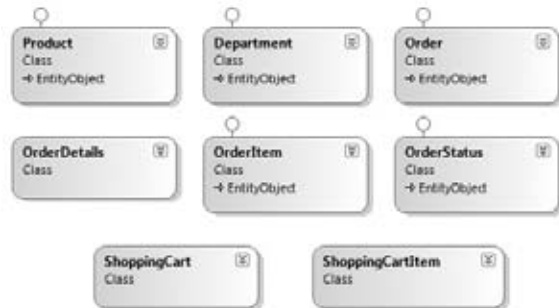 Product
Class
EntityObject
Department
Class
EntityObject
Order
Class
EntityObject
OrderDetails
Class
OrderItem
Class
EntityObject
OrderStatus
Class
EntityObject
ShoppingCart
Class
ShoppingCartItem
Class